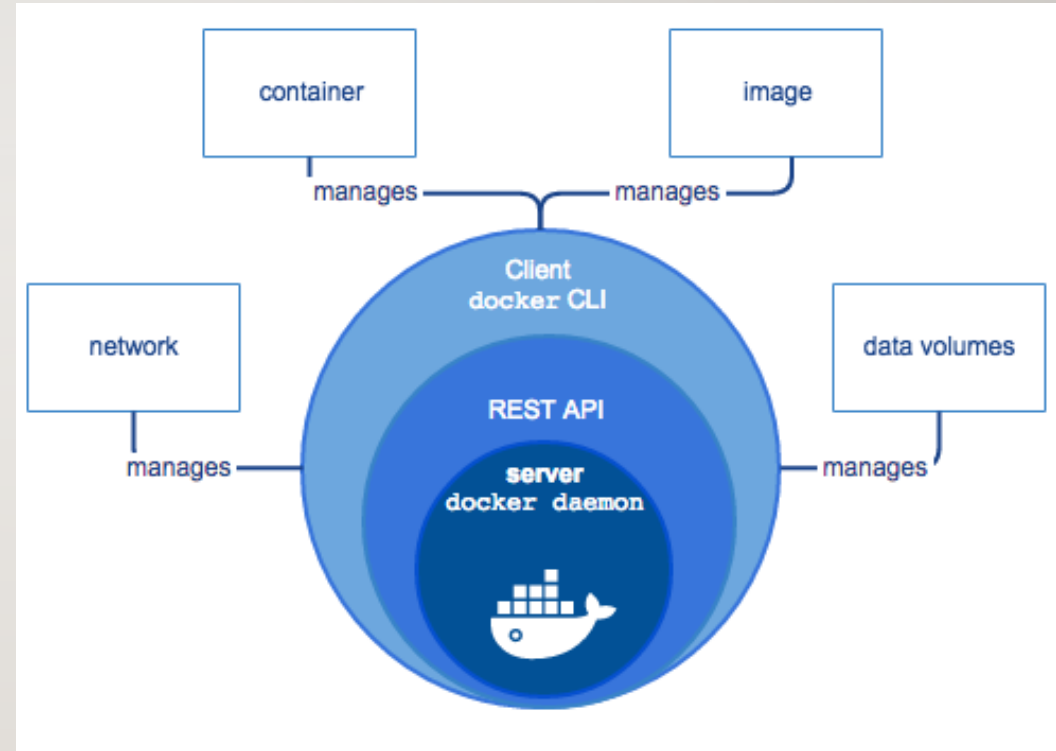 container
image
manages
manages
Client
docker CLI
network
data volumes
REST API
manages
manages
server
docker daemon